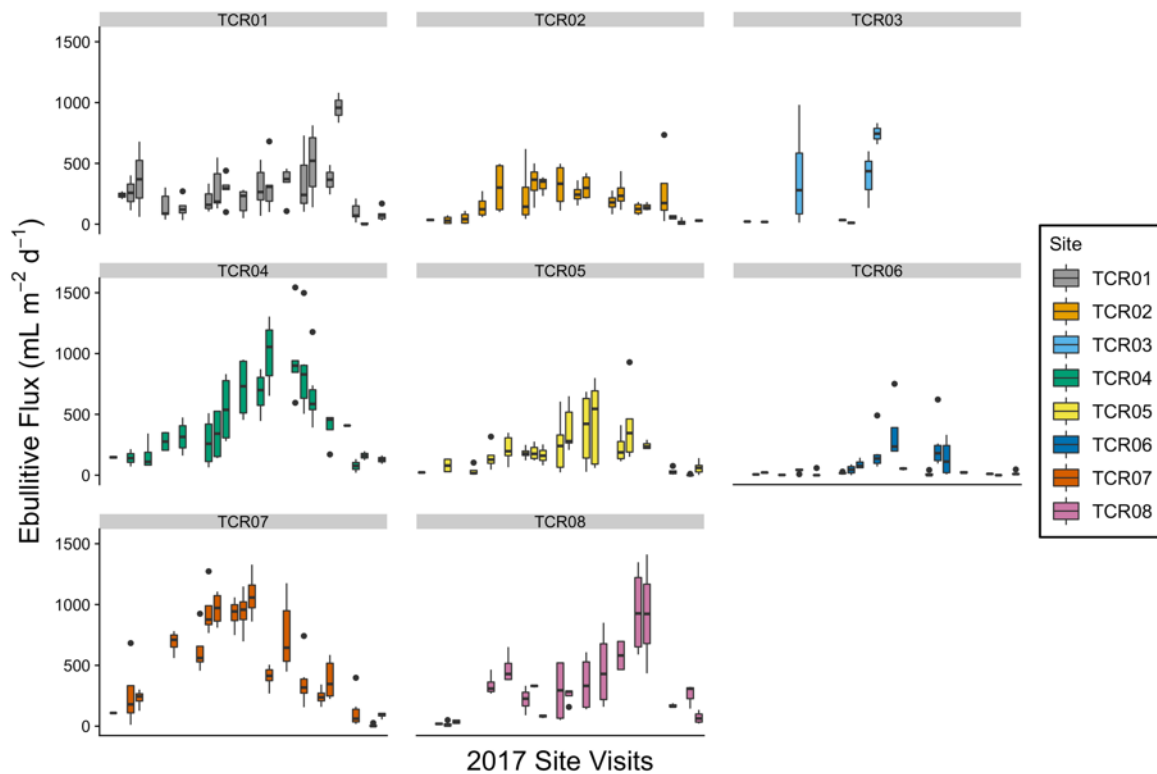 TCR01 TCR02 TCR03
1500
1000
500
0
TCR04 TCR05 TCR06
1500
1000
500
0
TCR07 TCR08
1500
1000
500
0
Ebullitive Flux (mL m⁻² d⁻¹)
2017 Site Visits
Site
TCR01
TCR02
TCR03
TCR04
TCR05
TCR06
TCR07
TCR08